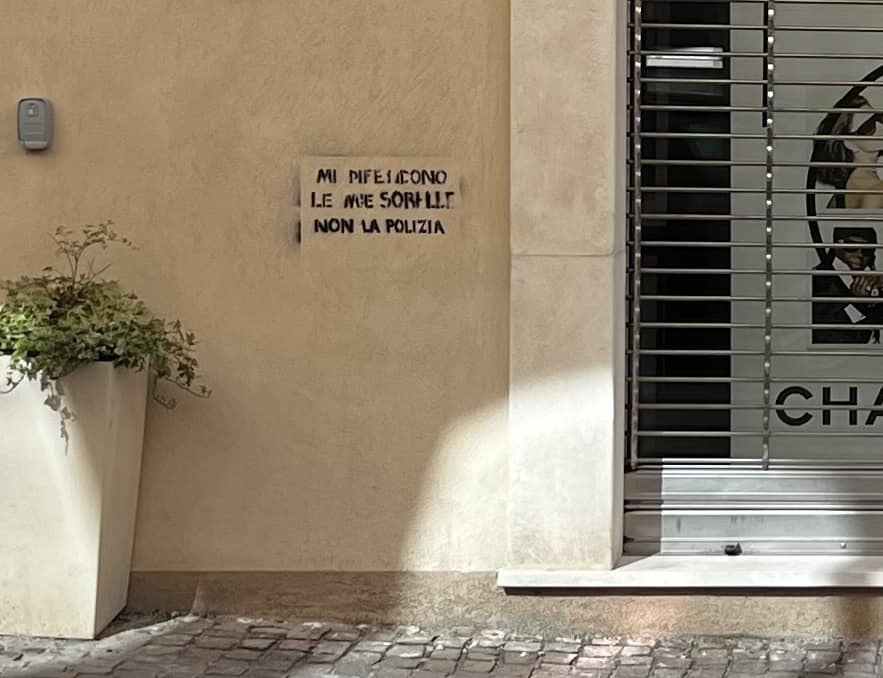 MI DIFENDONO
LE MIE SORELLE
NON LA POLIZIA
CHA